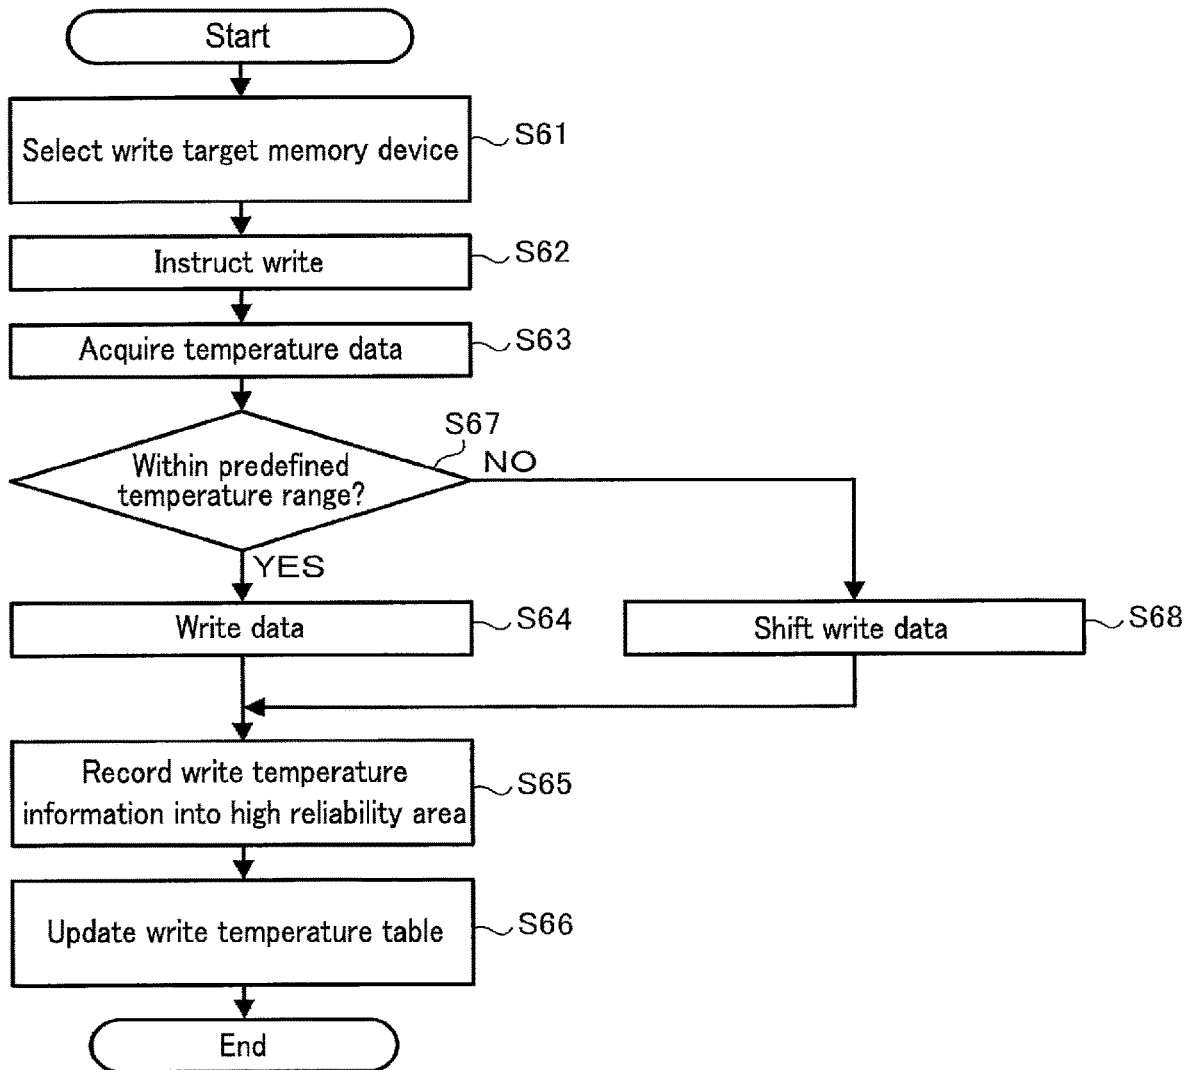 Start
Select write target memory device
S61
Instruct write
S62
Acquire temperature data
S63
S67
Within predefined
temperature range?
NO
YES
Write data
S64
Shift write data
S68
Record write temperature
information into high reliability area
S65
Update write temperature table
S66
End